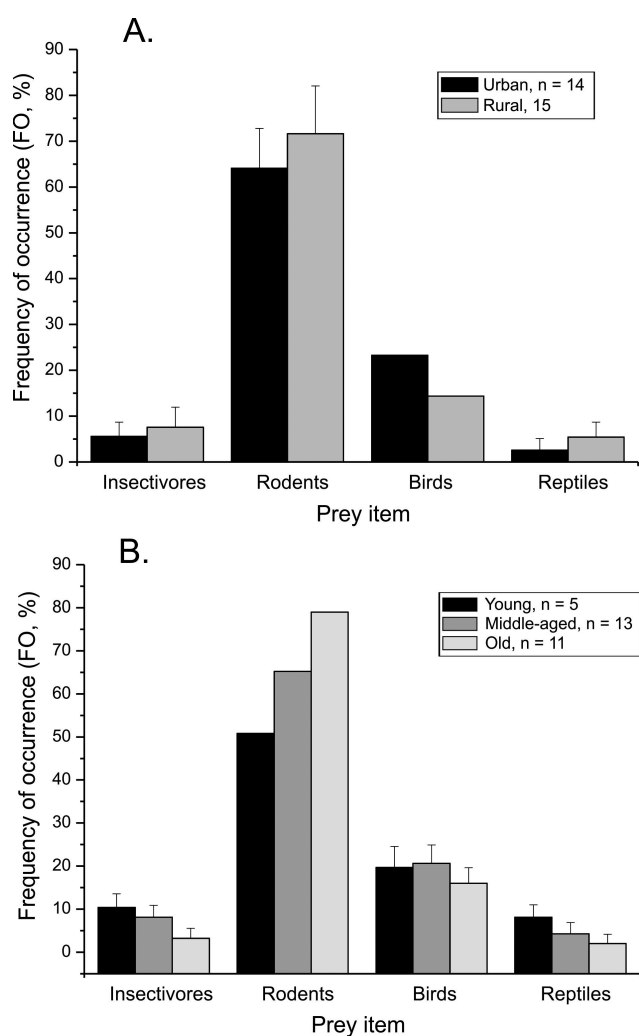 A.
90
80
70
60
50
40
30
20
10
0
Frequency of occurrence (FO, %)
Urban, n = 14
Rural, 15
Insectivores Rodents Birds Reptiles
Prey item
B.
90
80
70
60
50
40
30
20
10
0
Frequency of occurrence (FO, %)
Young, n = 5
Middle-aged, n = 13
Old, n = 11
Insectivores Rodents Birds Reptiles
Prey item